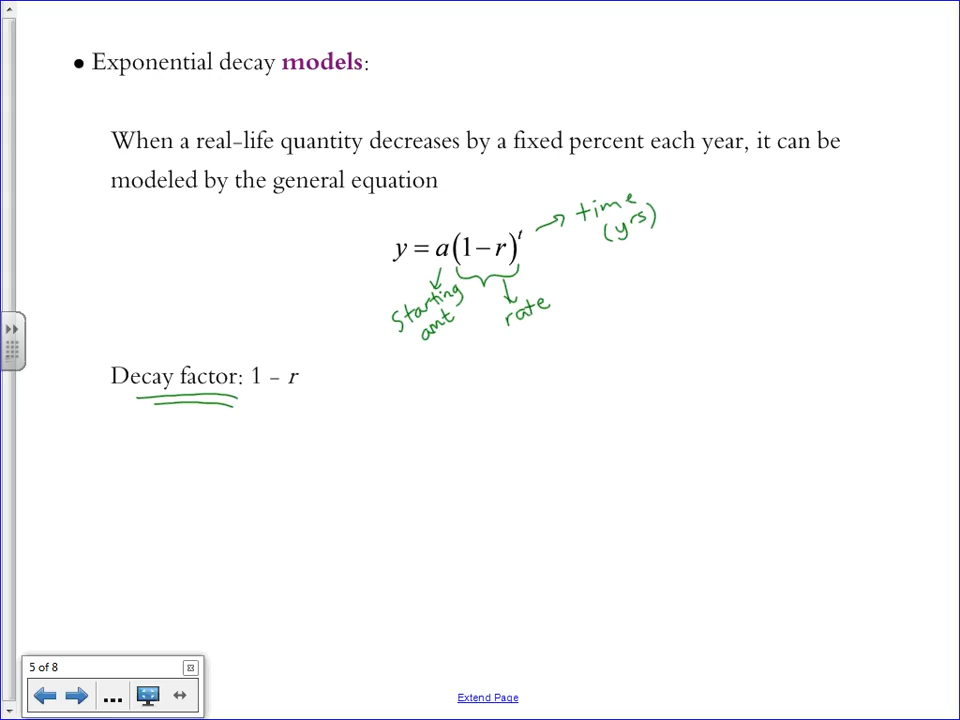 • Exponential decay models:
When a real-life quantity decreases by a fixed percent each year, it can be
modeled by the general equation
y = a(1 − r)^t
time
(yrs)
starting
amt
rate
Decay factor: 1 - r
5 of 8
...
Extend Page